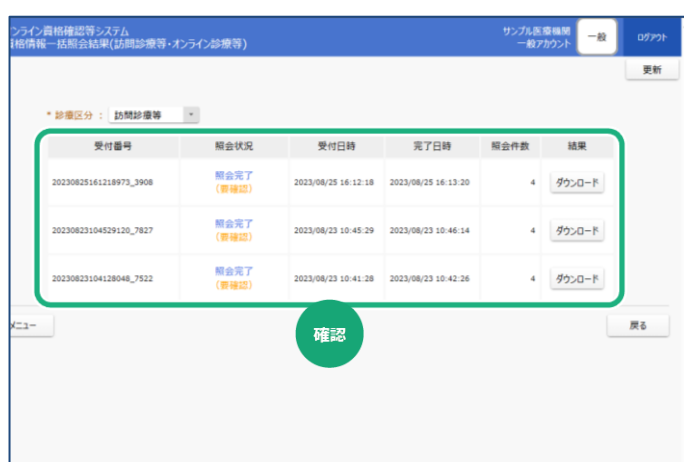 ンライン資格確認等システム
格情報一括照会結果(訪問診療等・オンライン診療等)
サンプル医療機関
一般アカウント
一般
ログアウト
更新
* 診療区分 : 訪問診療等
受付番号 照会状況 受付日時 完了日時 照会件数 結果
20230825161218973_3908 照会完了 2023/08/25 16:12:18 2023/08/25 16:13:20 4 ダウンロード
(要確認)
20230823104529120_7827 照会完了 2023/08/23 10:45:29 2023/08/23 10:46:14 4 ダウンロード
(要確認)
20230823104128048_7522 照会完了 2023/08/23 10:41:28 2023/08/23 10:42:26 4 ダウンロード
(要確認)
メニュー
確認
戻る